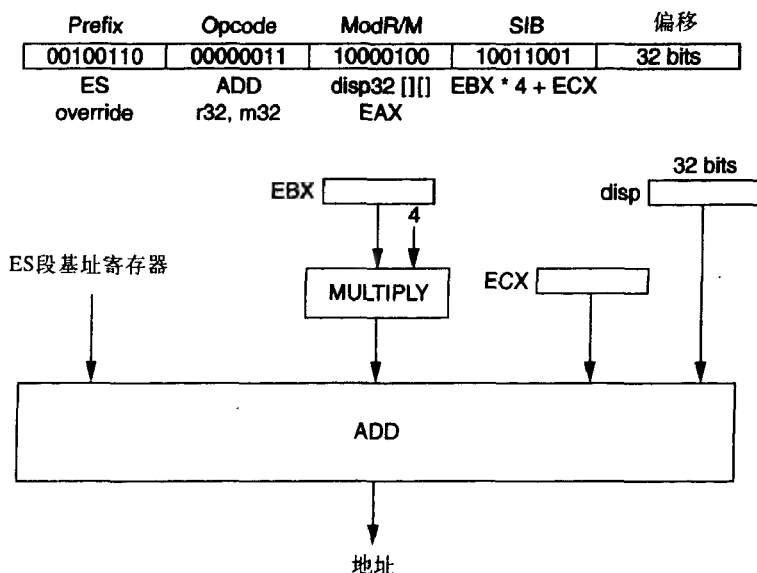 Prefix Opcode ModR/M SIB 偏移
00100110 00000011 10000100 10011001 32 bits
ES ADD disp32 [][] EBX * 4 + ECX
override r32, m32 EAX
32 bits
EBX disp
4
ES段基址寄存器
MULTIPLY ECX
ADD
地址